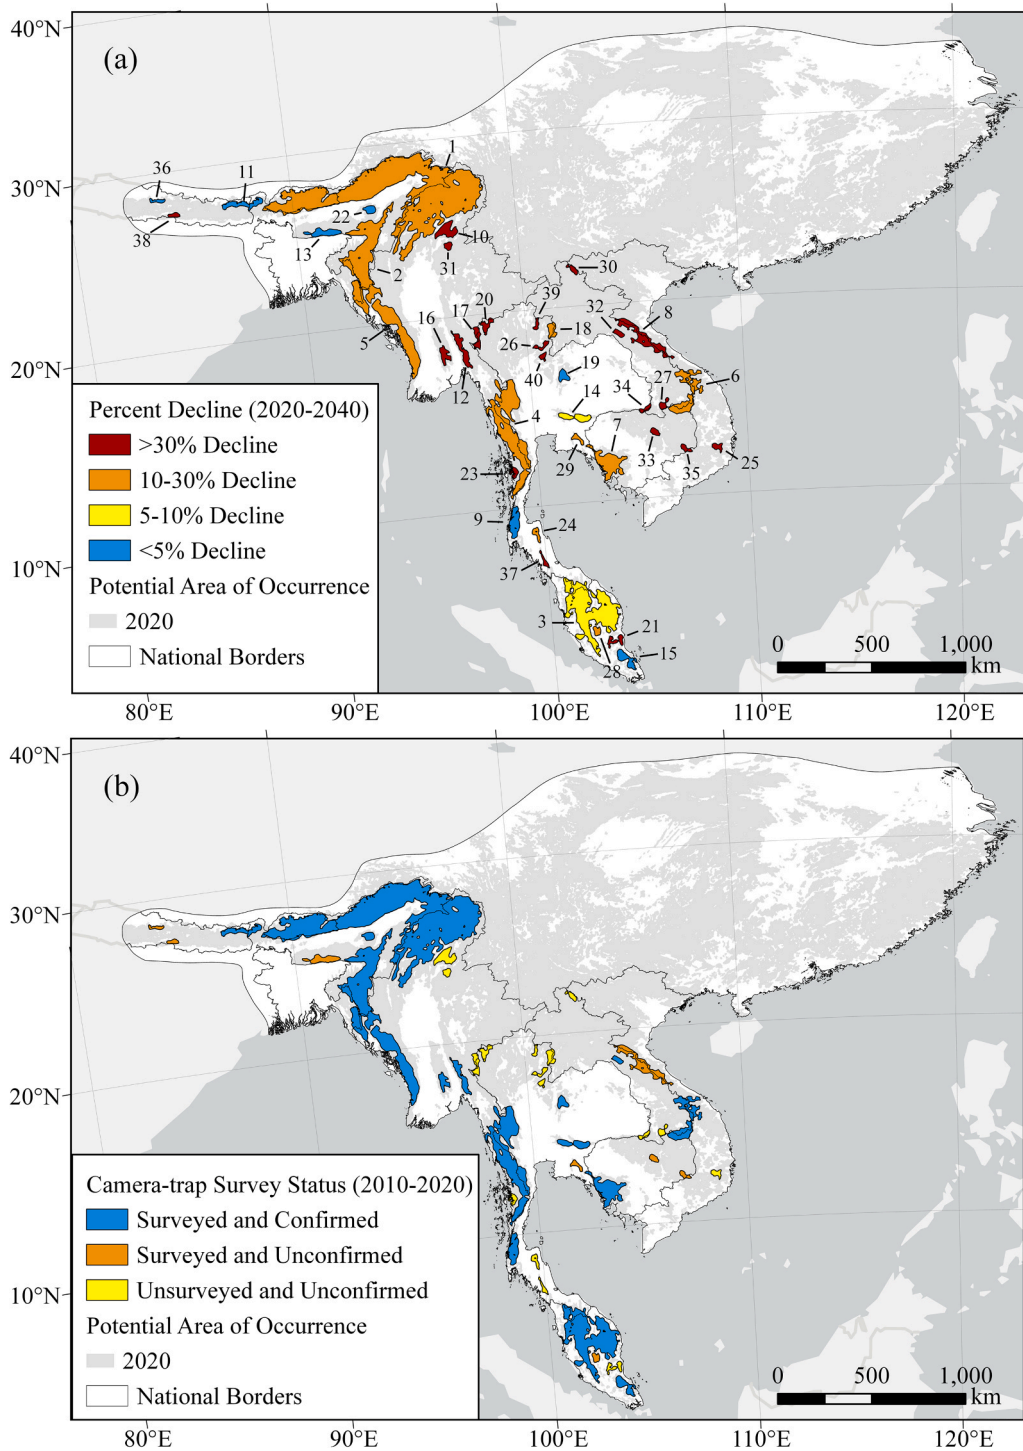 40°N
(a)
1
36
11
30°N
22
10
38
13
31
2
30
39
20
17
32
8
16
18
5
26
19
20°N
40
14
34
27
6
12
Percent Decline (2020-2040)
4
7
>30% Decline
29
33
35
25
10-30% Decline
23
5-10% Decline
9
24
<5% Decline
10°N
37
Potential Area of Occurrence
3
21
2020
15
0 500 1,000
National Borders
28
km
80°E 90°E 100°E 110°E 120°E
40°N
(b)
30°N
20°N
Camera-trap Survey Status (2010-2020)
Surveyed and Confirmed
Surveyed and Unconfirmed
Unsurveyed and Unconfirmed
10°N
Potential Area of Occurrence
2020
0 500 1,000
National Borders
km
80°E 90°E 100°E 110°E 120°E